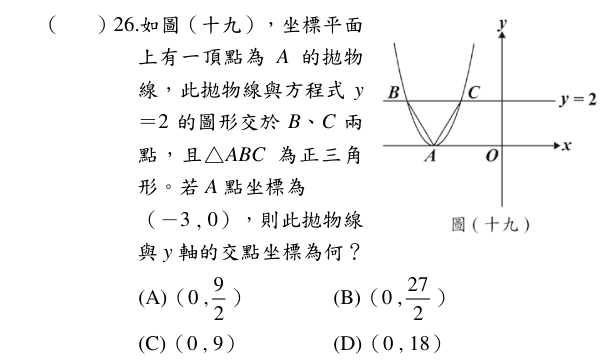 （　　）26.如圖（十九），坐標平面
上有一頂點為 A 的拋物
線，此拋物線與方程式 y
＝2 的圖形交於 B、C 兩
點，且△ABC 為正三角
形。若 A 點坐標為
（－3 , 0），則此拋物線
與 y 軸的交點坐標為何？
y
B
C
y = 2
A
O
x
圖（十九）
(A)（0 , 9/2） (B)（0 , 27/2）
(C)（0 , 9） (D)（0 , 18）